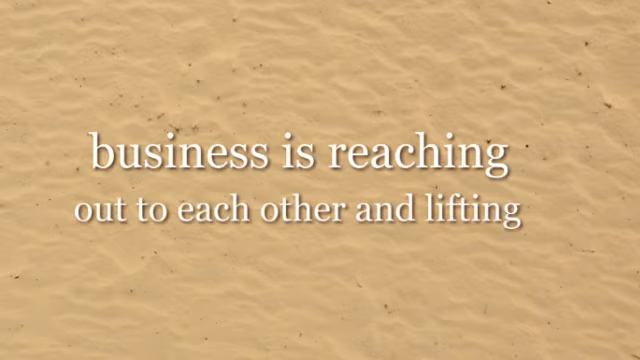 business is reaching
out to each other and lifting